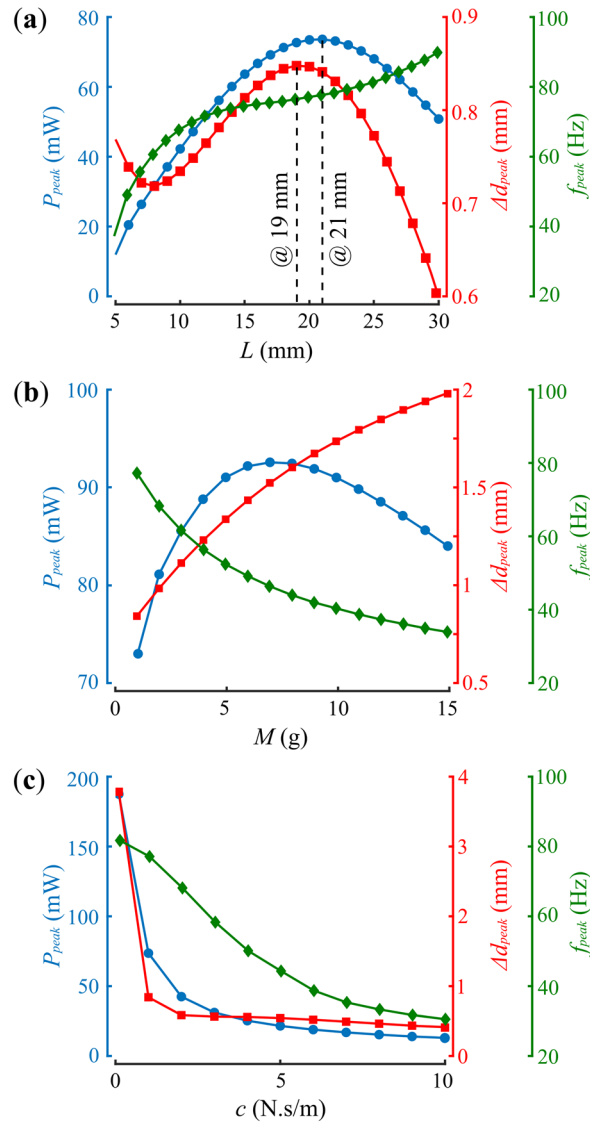 (a)
80
60
40
20
0
P_peak (mW)
0.9
0.8
0.7
0.6
Δd_peak (mm)
100
80
60
40
20
f_peak (Hz)
@ 19 mm
@ 21 mm
5 10 15 20 25 30
L (mm)
(b)
100
90
80
70
P_peak (mW)
2
1.5
1
0.5
Δd_peak (mm)
100
80
60
40
20
f_peak (Hz)
0 5 10 15
M (g)
(c)
200
150
100
50
0
P_peak (mW)
4
3
2
1
0
Δd_peak (mm)
100
80
60
40
20
f_peak (Hz)
0 5 10
c (N.s/m)